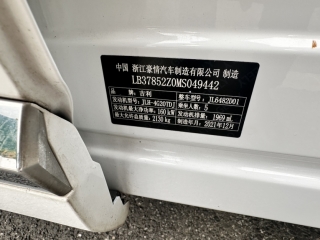 中国 浙江豪情汽车制造有限公司 制造
LB37852Z0MS049442
品牌：吉利 整车型号：JL6482D01
发动机型号：JLH-4G20TDJ 乘坐人数：5
发动机最大净功率：160 kW 发动机排量：1969 mL
最大允许总质量：2130 kg 制造年月：2021年12月